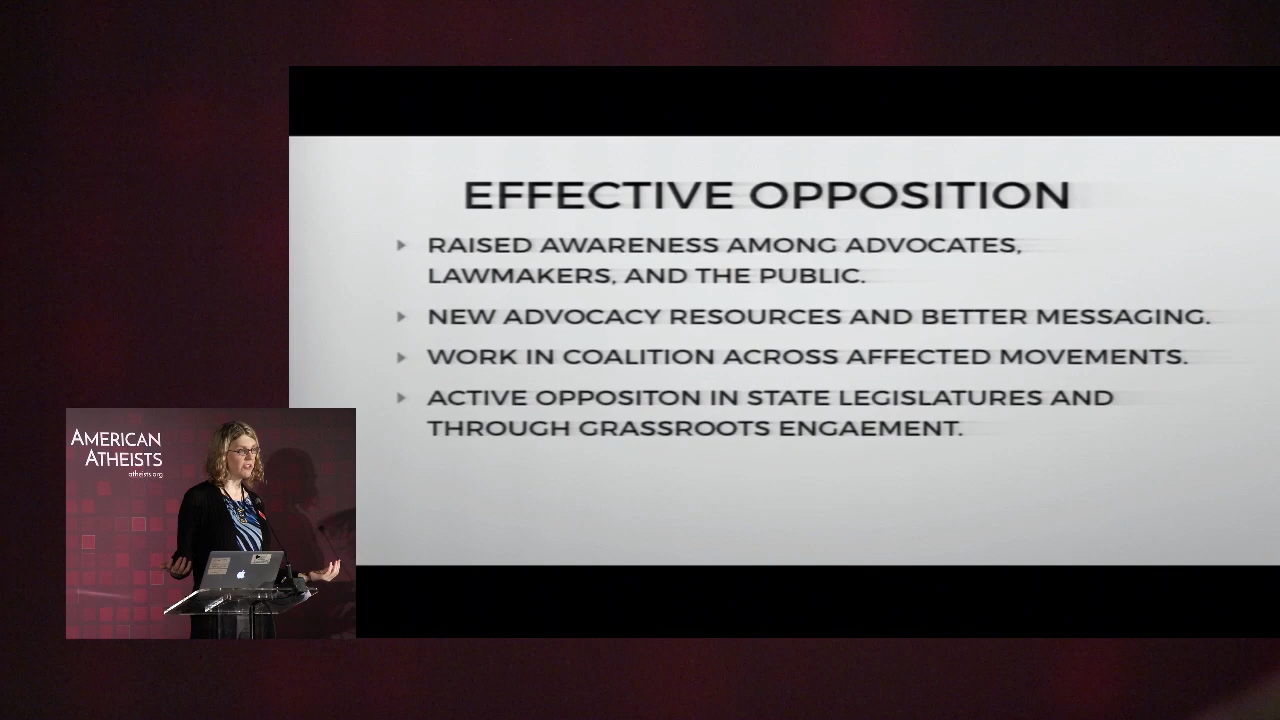 EFFECTIVE OPPOSITION
RAISED AWARENESS AMONG ADVOCATES,
LAWMAKERS, AND THE PUBLIC.
NEW ADVOCACY RESOURCES AND BETTER MESSAGING.
WORK IN COALITION ACROSS AFFECTED MOVEMENTS.
ACTIVE OPPOSITON IN STATE LEGISLATURES AND
THROUGH GRASSROOTS ENGAEMENT.
AMERICAN
ATHEISTS
atheists.org